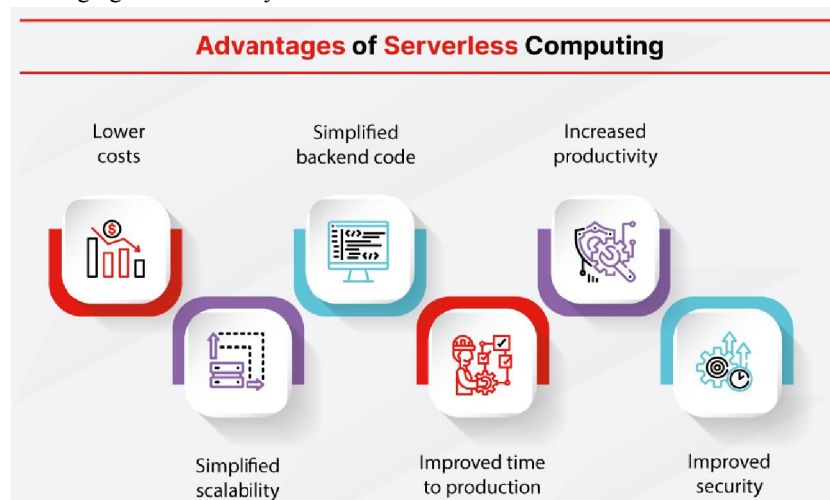 Advantages of Serverless Computing
Lower
costs
Simplified
backend code
Increased
productivity
$
Simplified
scalability
Improved time
to production
Improved
security